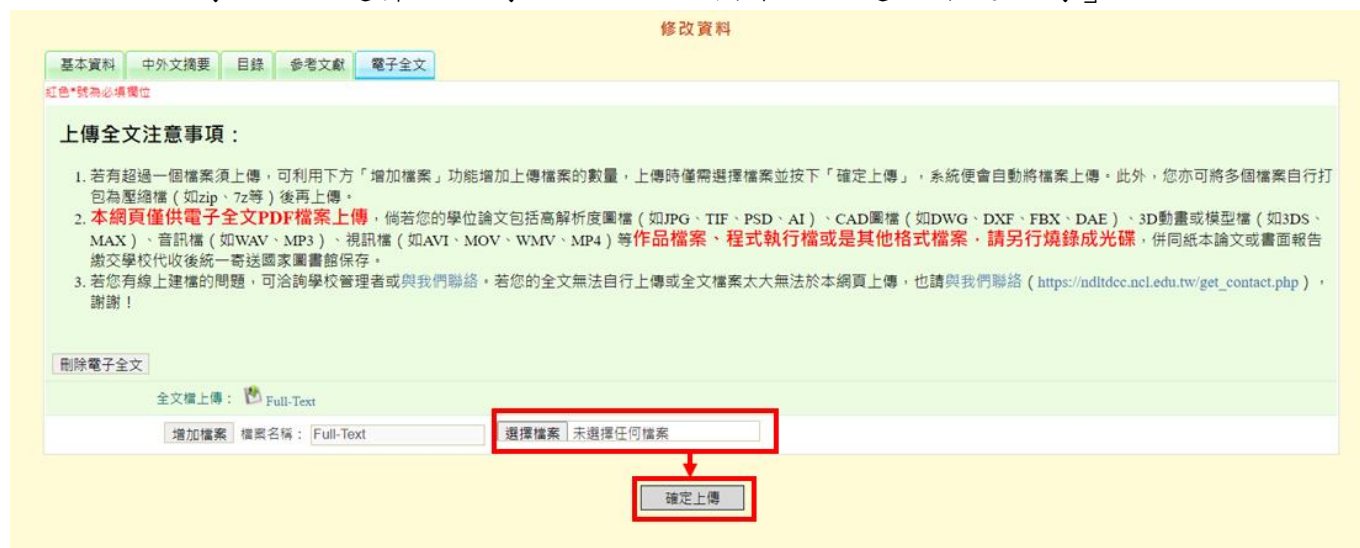 修改資料
基本資料 中外文摘要 目錄 參考文獻 電子全文
紅色*號為必填欄位
上傳全文注意事項：
1. 若有超過一個檔案須上傳，可利用下方「增加檔案」功能增加上傳檔案的數量，上傳時僅需選擇檔案並按下「確定上傳」，系統便會自動將檔案上傳。此外，您亦可將多個檔案自行打
包為壓縮檔（如zip、7z等）後再上傳。
2. 本網頁僅供電子全文PDF檔案上傳，倘若您的學位論文包括高解析度圖檔（如JPG、TIF、PSD、AI）、CAD圖檔（如DWG、DXF、FBX、DAE）、3D動畫或模型檔（如3DS、
MAX）、音訊檔（如WAV、MP3）、視訊檔（如AVI、MOV、WMV、MP4）等作品檔案、程式執行檔或是其他格式檔案，請另行燒錄成光碟，併同紙本論文或書面報告
繳交學校代收後統一寄送國家圖書館保存。
3. 若您有線上建檔的問題，可洽詢學校管理者或與我們聯絡。若您的全文無法自行上傳或全文檔案太大無法於本網頁上傳，也請與我們聯絡（https://ndltdcc.ncl.edu.tw/get_contact.php），
謝謝！
刪除電子全文
全文檔上傳： Full-Text
增加檔案 檔案名稱： Full-Text 選擇檔案 未選擇任何檔案
確定上傳